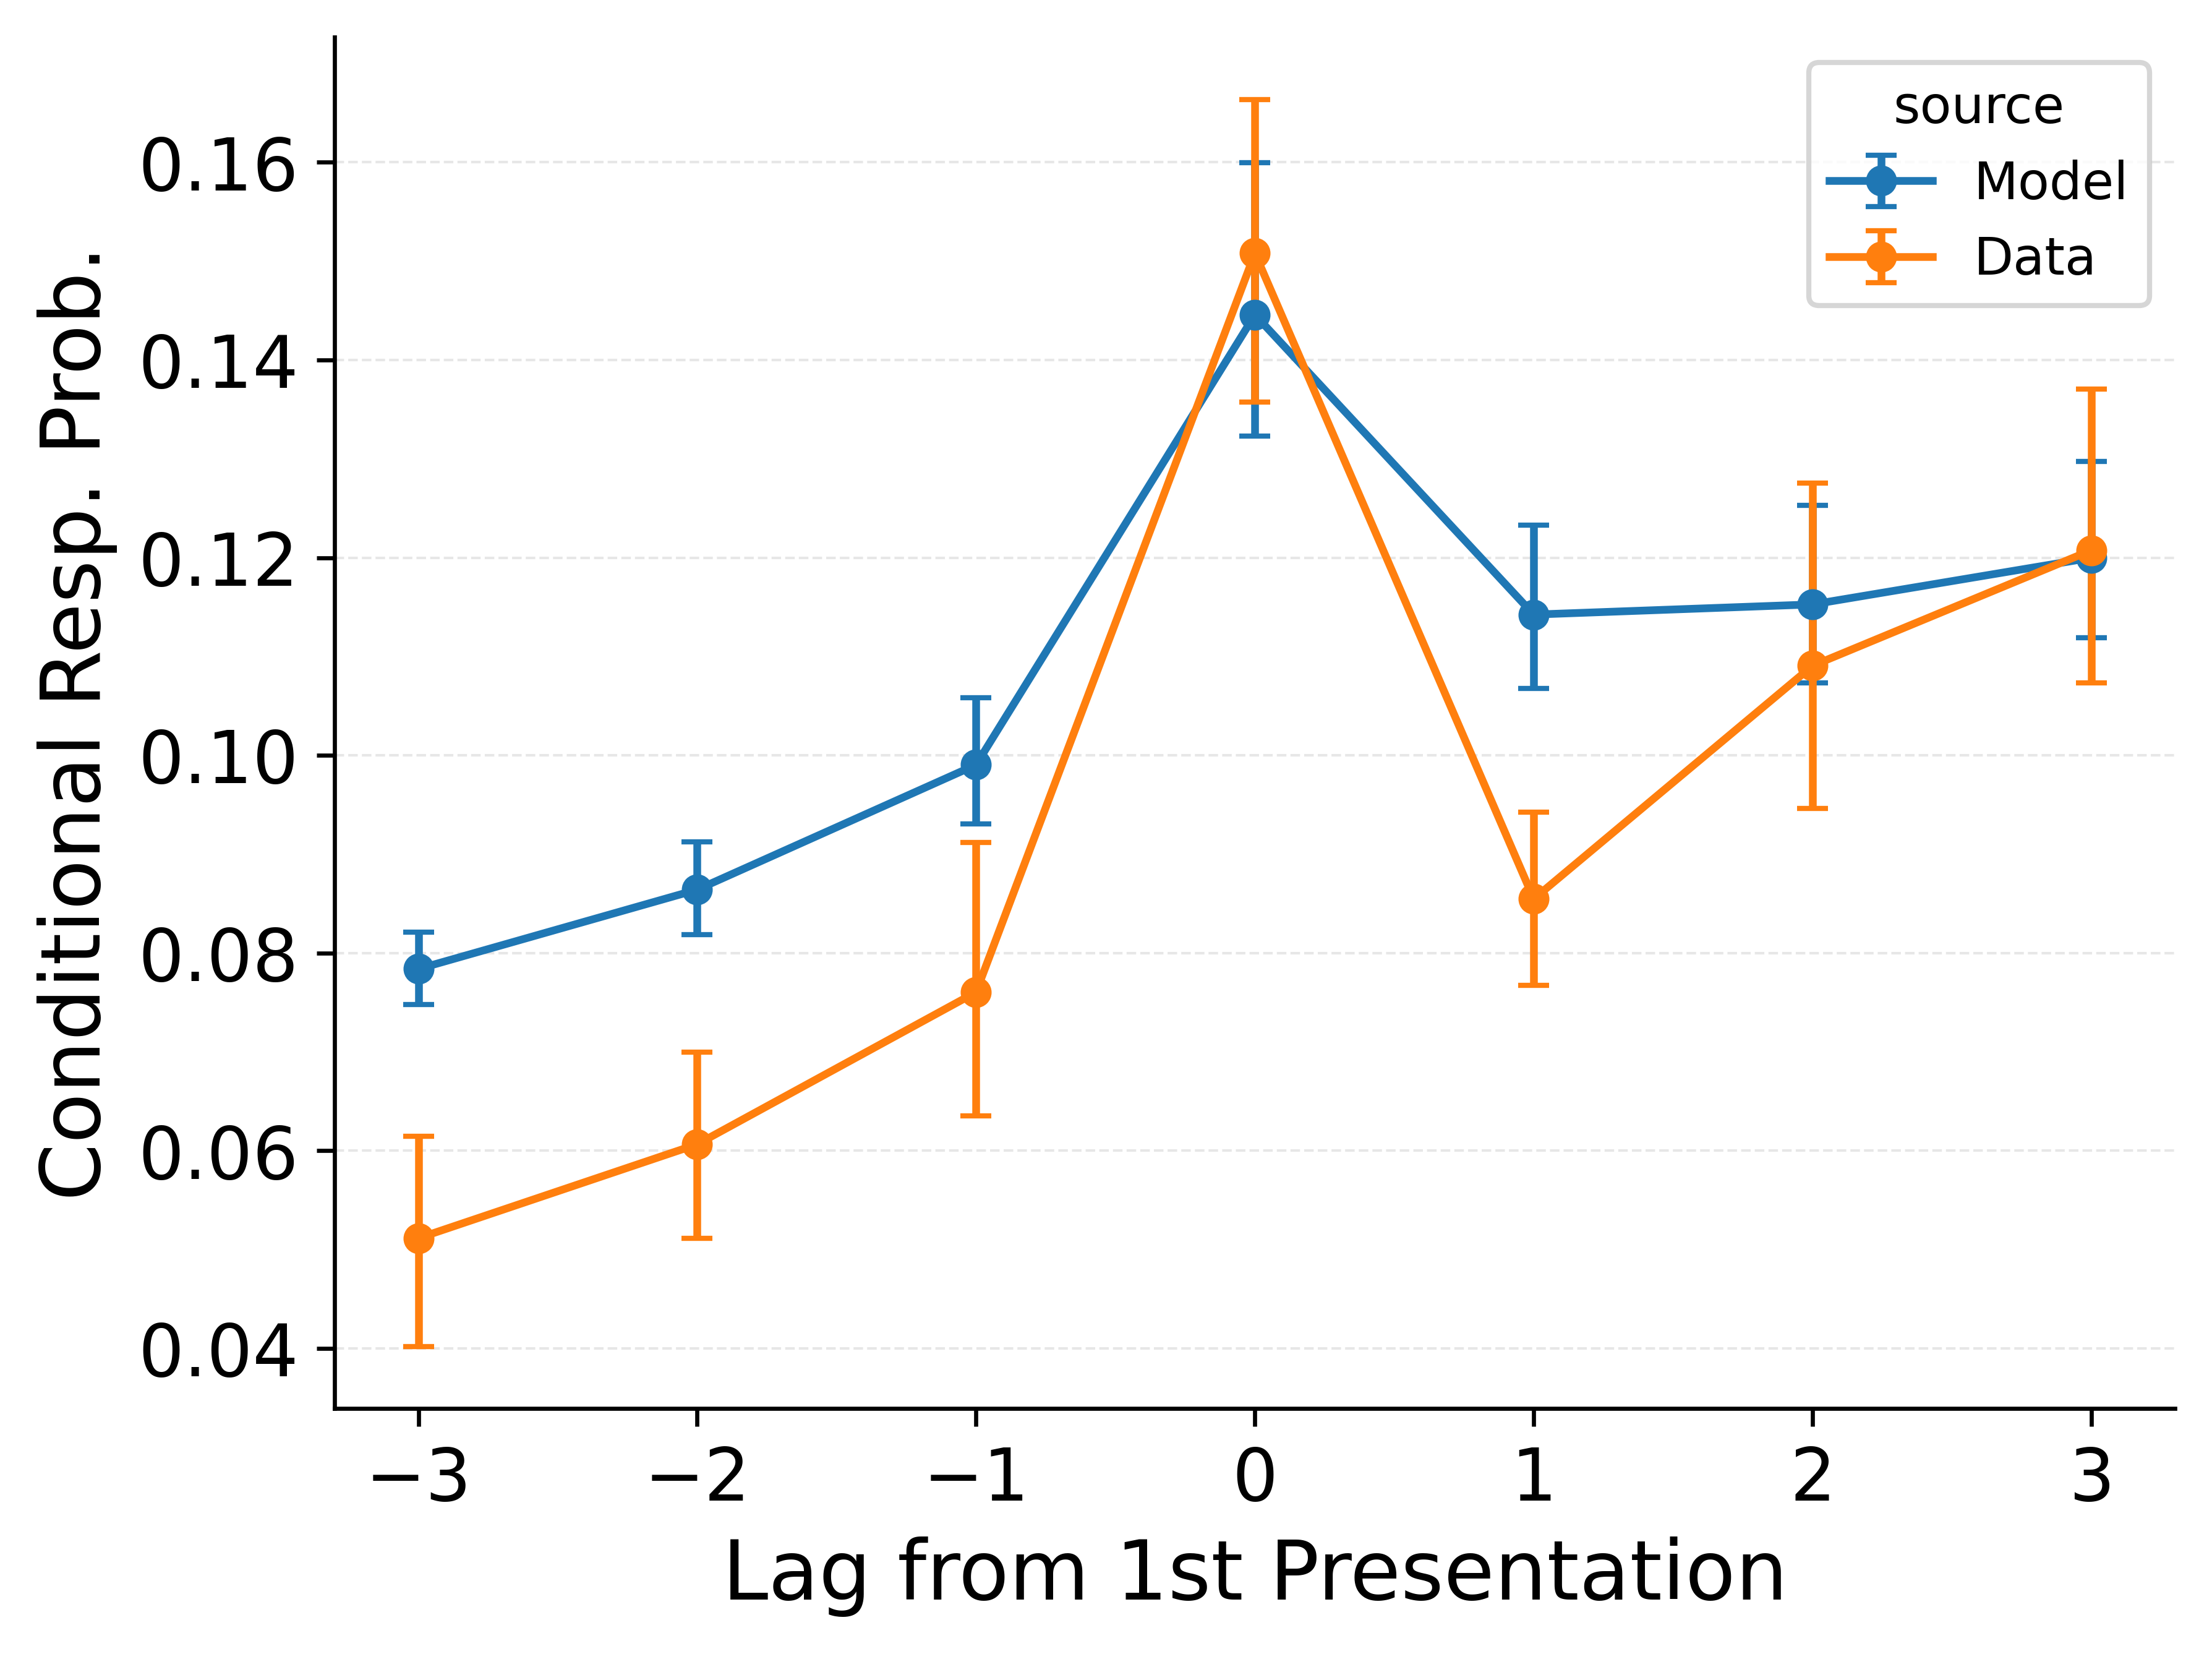 source
Model
Data
Conditional Resp. Prob.
0.16
0.14
0.12
0.10
0.08
0.06
0.04
−3 −2 −1 0 1 2 3
Lag from 1st Presentation